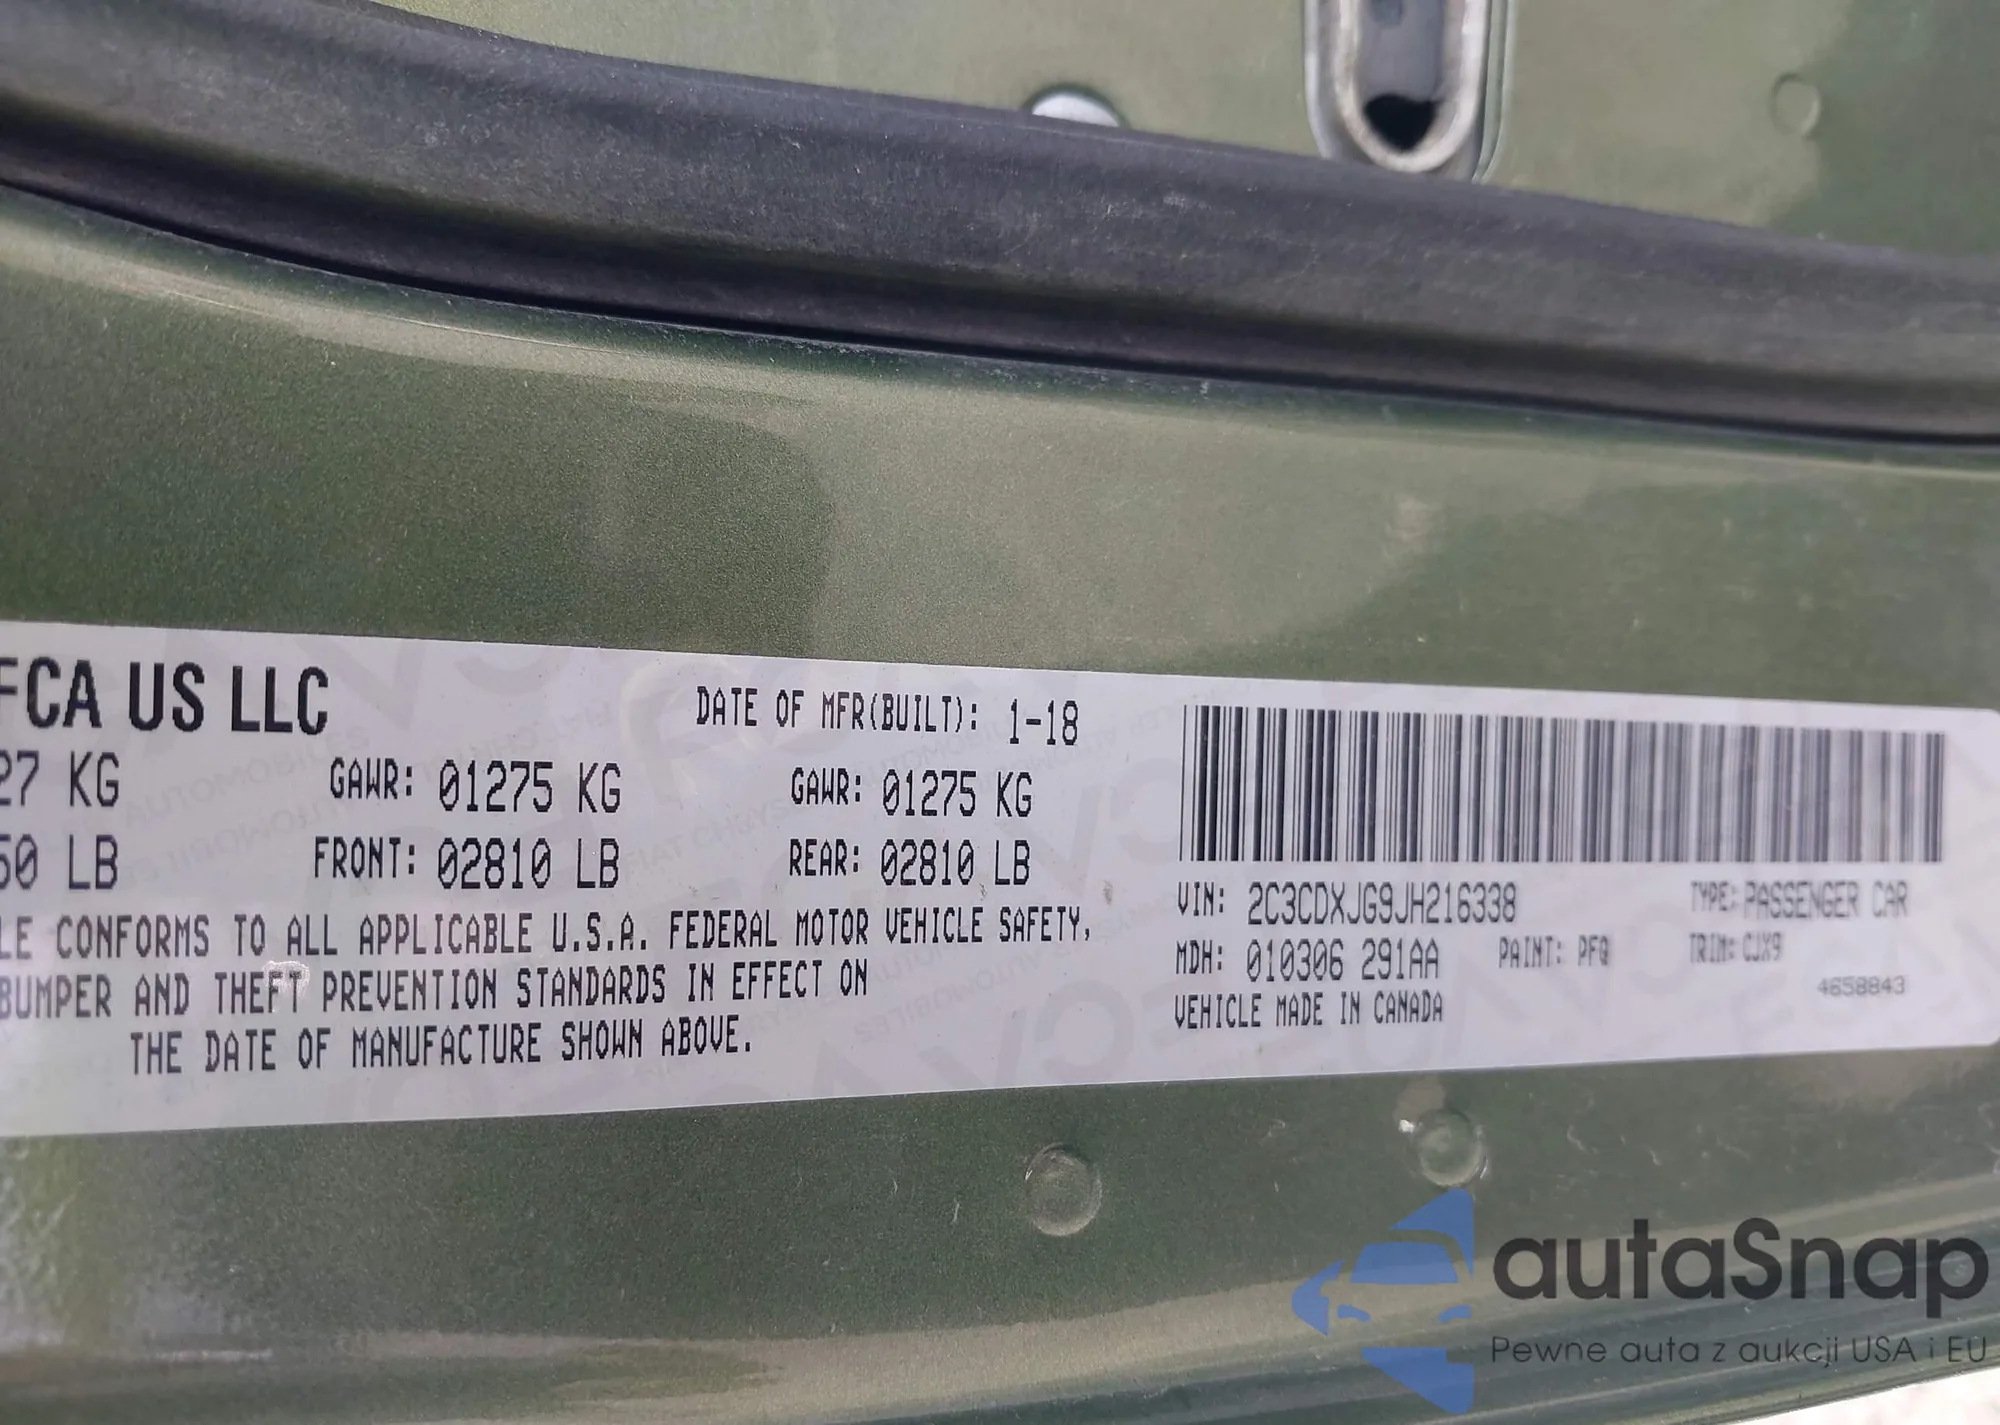 FCA US LLC
DATE OF MFR(BUILT): 1-18
27 KG GAWR: 01275 KG GAWR: 01275 KG
50 LB FRONT: 02810 LB REAR: 02810 LB
LE CONFORMS TO ALL APPLICABLE U.S.A. FEDERAL MOTOR VEHICLE SAFETY,
BUMPER AND THEFT PREVENTION STANDARDS IN EFFECT ON
THE DATE OF MANUFACTURE SHOWN ABOVE.
VIN: 2C3CDXJG9JH216338 TYPE: PASSENGER CAR
MDH: 010306 291AA PAINT: PFQ TRIM: CJX9
VEHICLE MADE IN CANADA 4658843
autaSnap
Pewne auta z aukcji USA i EU